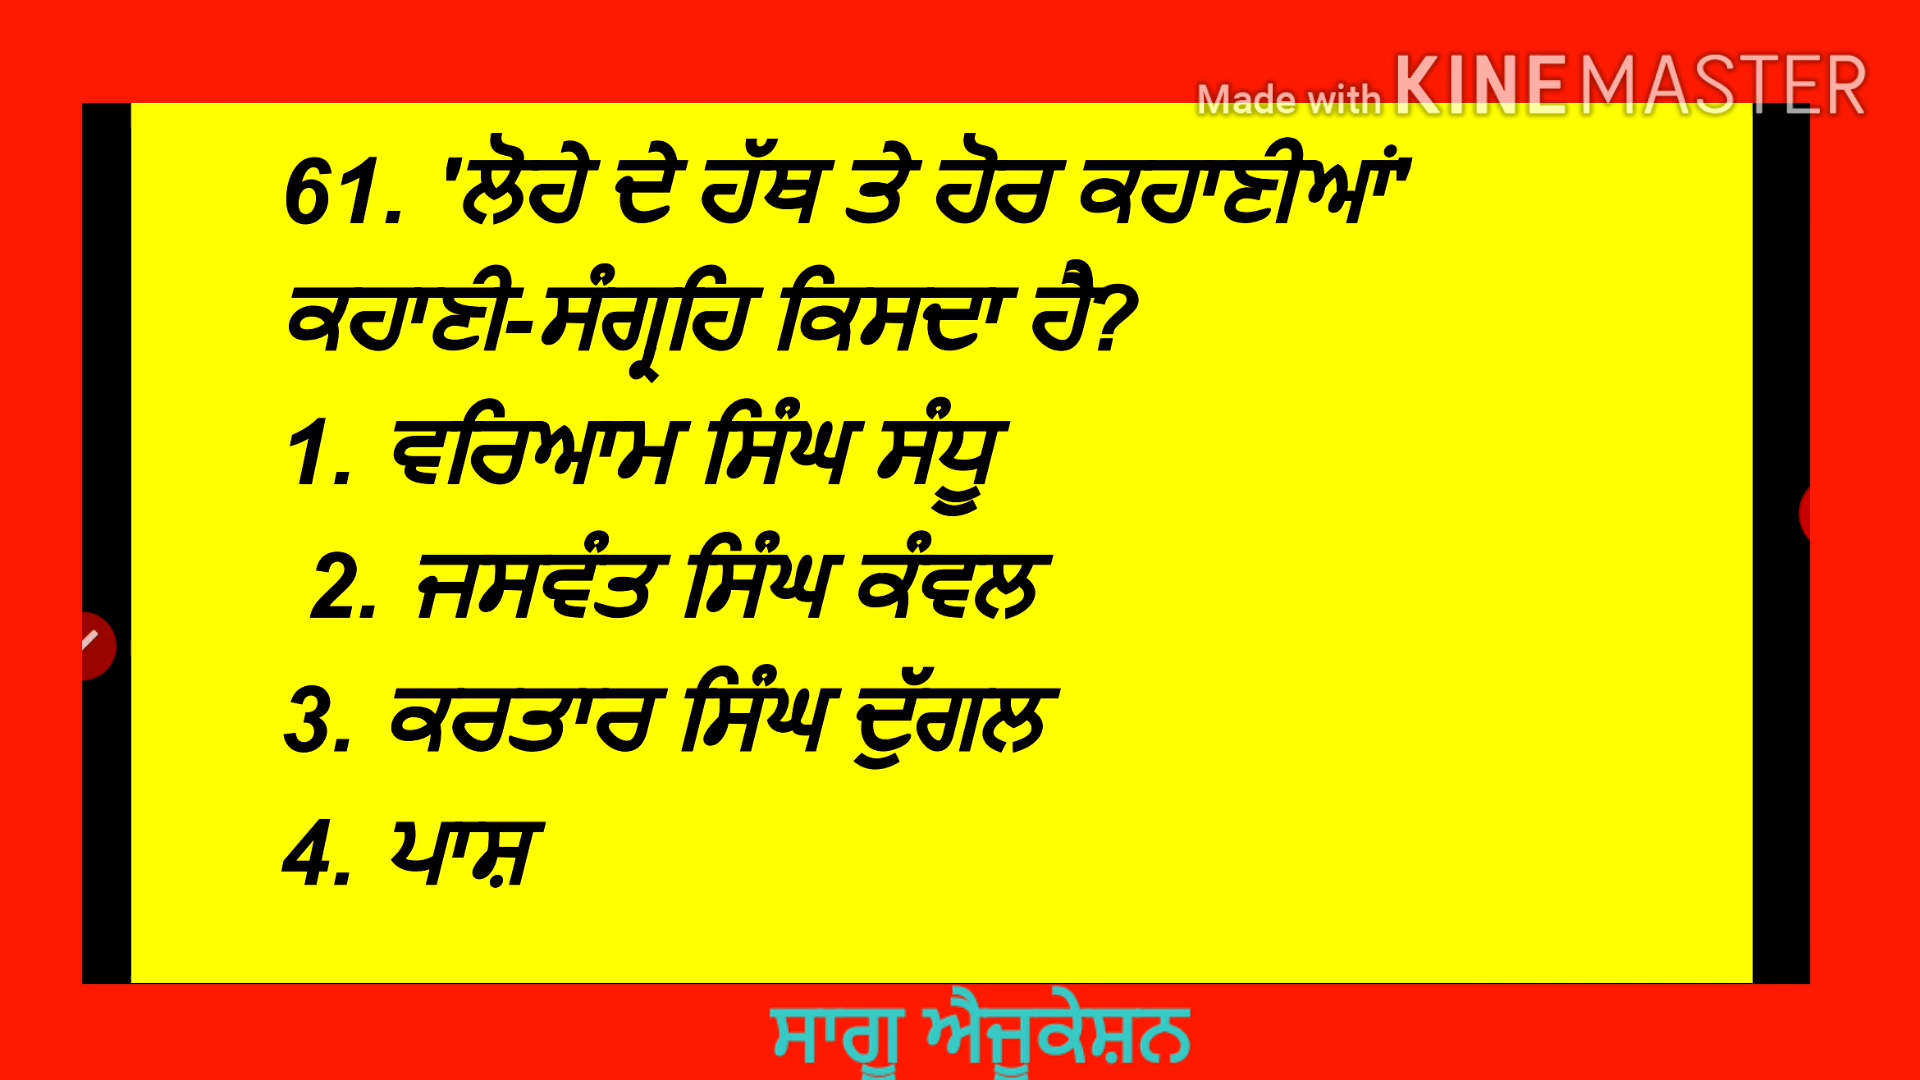 Made with KINEMASTER
61. 'ਲੋਹੇ ਦੇ ਹੱਥ ਤੇ ਹੋਰ ਕਹਾਣੀਆਂ'
ਕਹਾਣੀ-ਸੰਗ੍ਰਹਿ ਕਿਸਦਾ ਹੈ?
1. ਵਰਿਆਮ ਸਿੰਘ ਸੰਧੂ
2. ਜਸਵੰਤ ਸਿੰਘ ਕੰਵਲ
3. ਕਰਤਾਰ ਸਿੰਘ ਦੁੱਗਲ
4. ਪਾਸ਼
ਸਾਗੂ ਐਜੂਕੇਸ਼ਨ